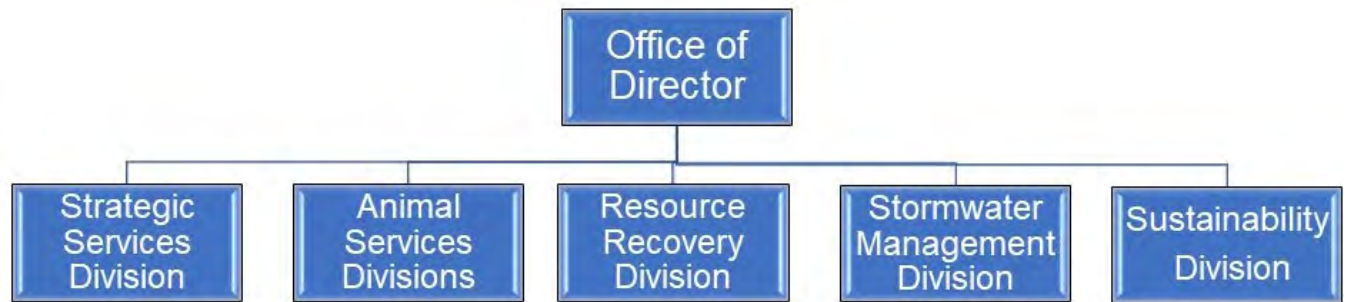 Office of
Director
Strategic
Services
Division
Animal
Services
Divisions
Resource
Recovery
Division
Stormwater
Management
Division
Sustainability
Division